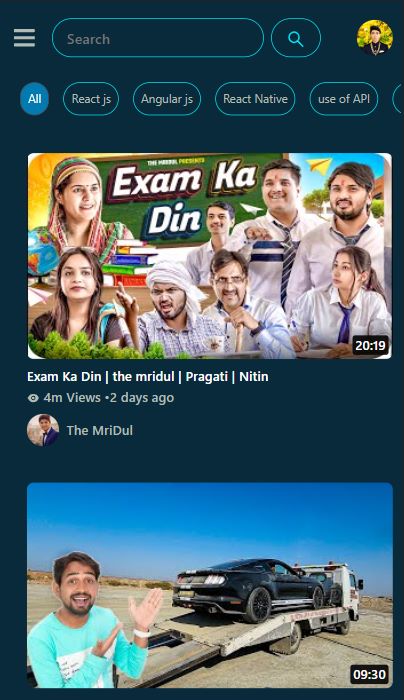 Search
All
React js
Angular js
React Native
use of API
THE MRIDUL PRESENTS
Exam Ka
Din
20:19
Exam Ka Din | the mridul | Pragati | Nitin
4m Views •2 days ago
The MriDul
09:30